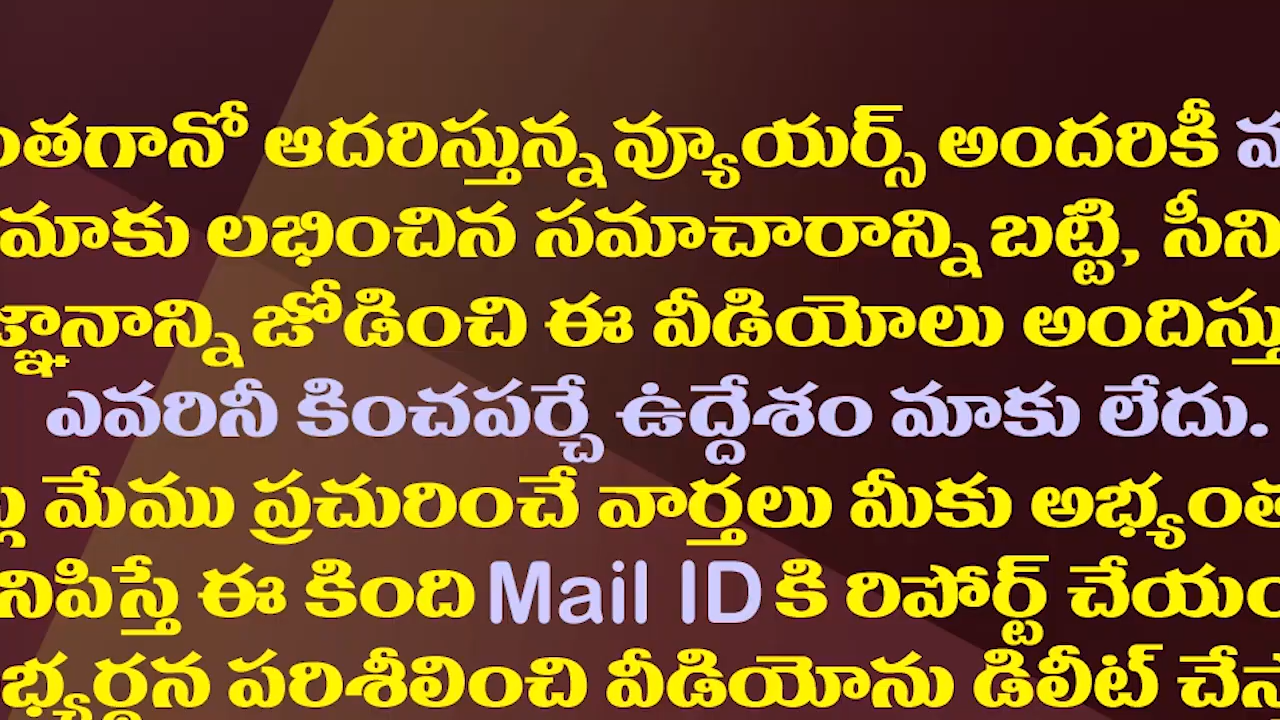 ంతగానో ఆదరిస్తున్న వ్యూయర్స్ అందరికీ
మాకు లభించిన సమాచారాన్ని బట్టి, సీని
జ్ఞానాన్ని జోడించి ఈ వీడియోలు అందిస్తు
ఎవరినీ కించపర్చే ఉద్దేశం మాకు లేదు.
మేము ప్రచురించే వార్తలు మీకు అభ్యంత
నిపిస్తే ఈ కింది Mail ID కి రిపోర్ట్ చేయం
భ్యర్థన పరిశీలించి వీడియోను డిలీట్ చేస